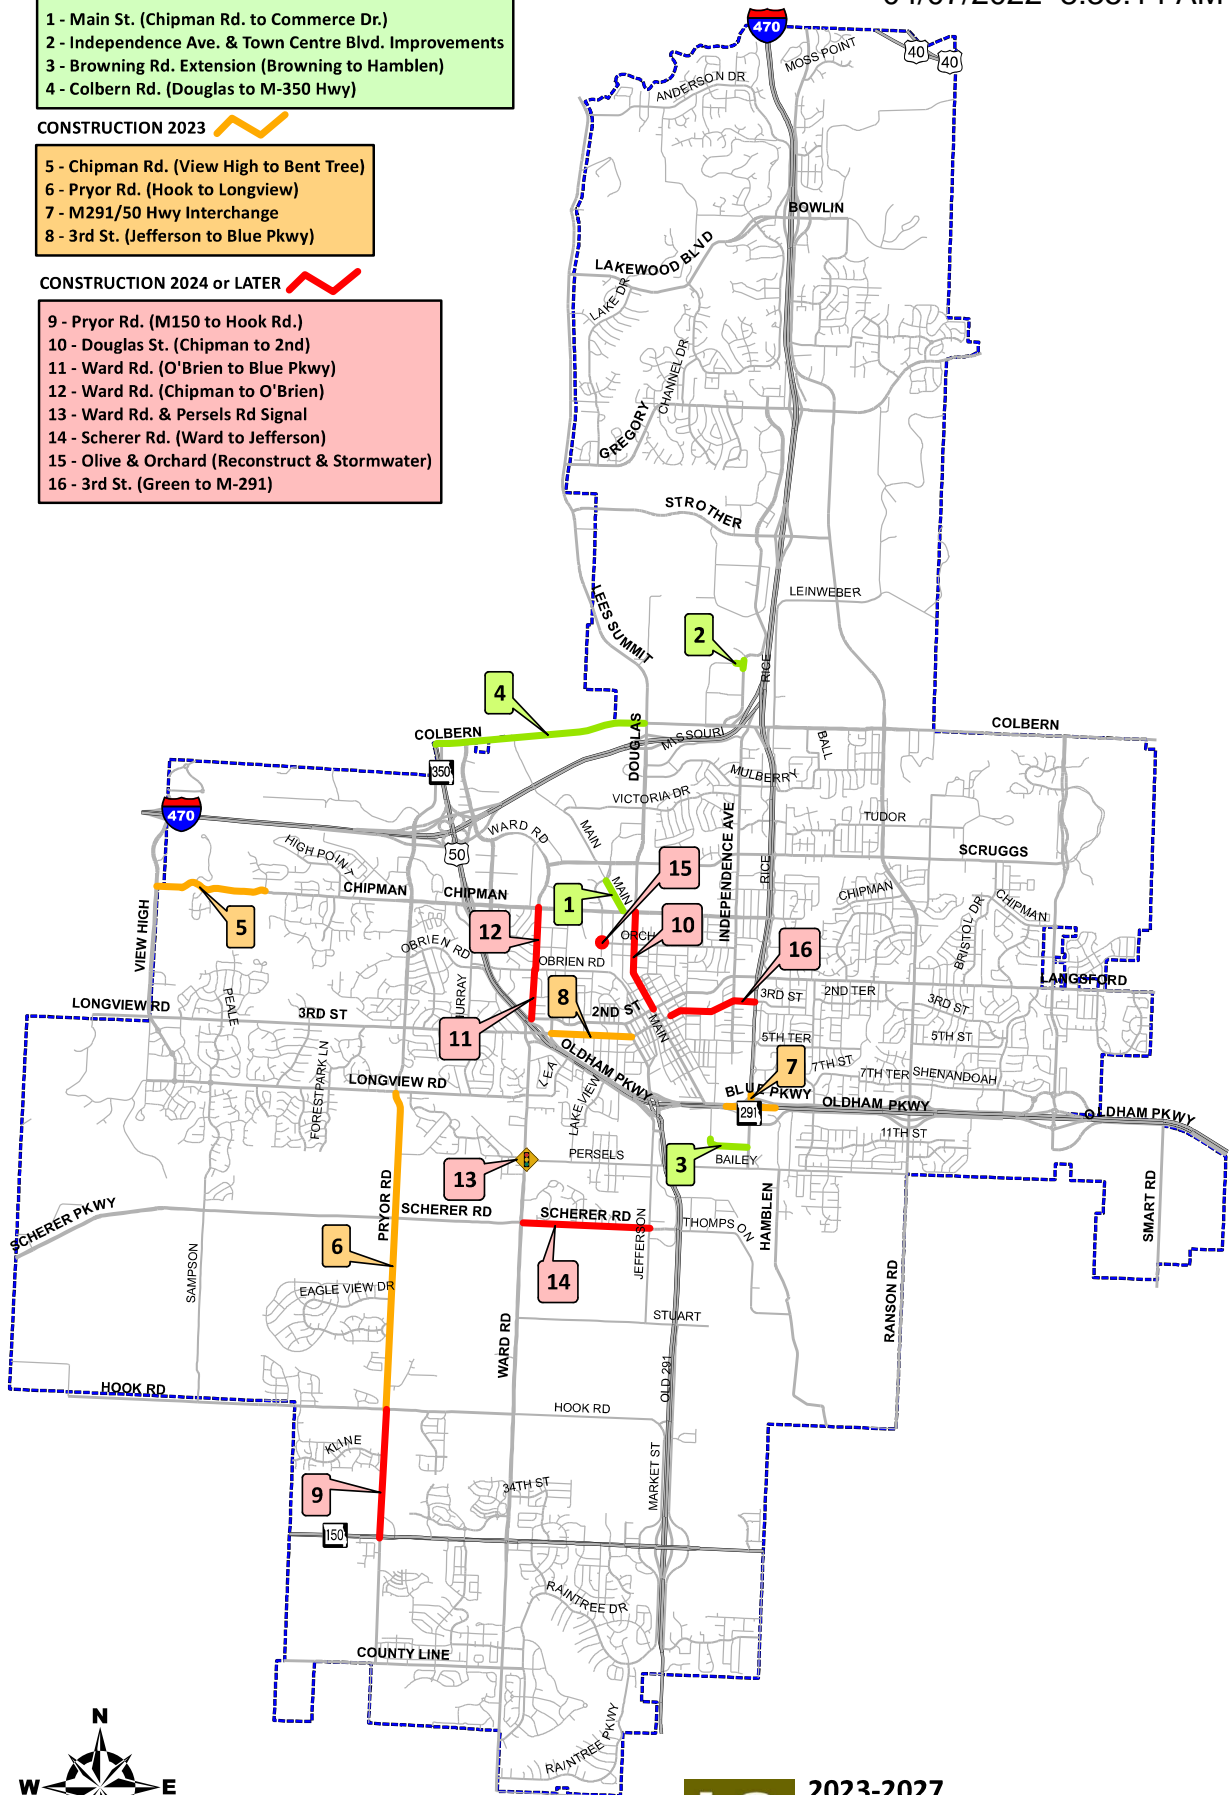 1 - Main St. (Chipman Rd. to Commerce Dr.)
2 - Independence Ave. & Town Centre Blvd. Improvements
3 - Browning Rd. Extension (Browning to Hamblen)
4 - Colbern Rd. (Douglas to M-350 Hwy)
CONSTRUCTION 2023
5 - Chipman Rd. (View High to Bent Tree)
6 - Pryor Rd. (Hook to Longview)
7 - M291/50 Hwy Interchange
8 - 3rd St. (Jefferson to Blue Pkwy)
CONSTRUCTION 2024 or LATER
9 - Pryor Rd. (M150 to Hook Rd.)
10 - Douglas St. (Chipman to 2nd)
11 - Ward Rd. (O'Brien to Blue Pkwy)
12 - Ward Rd. (Chipman to O'Brien)
13 - Ward Rd. & Persels Rd Signal
14 - Scherer Rd. (Ward to Jefferson)
15 - Olive & Orchard (Reconstruct & Stormwater)
16 - 3rd St. (Green to M-291)
470
40
40
MOSS POINT
ANDERSON DR
BOWLIN
LAKEWOOD BLVD
LAKE DR
CHANNEL DR
GREGORY
STROTHER
LEINWEBER
LEES SUMMIT
2
RICE
4
COLBERN
DOUGLAS
MISSOURI
COLBERN
BALL
350
MULBERRY
VICTORIA DR
470
WARD RD
MAIN
INDEPENDENCE AVE
TUDOR
HIGH POINT
50
SCRUGGS
15
RICE
CHIPMAN
CHIPMAN
MAIN
CHIPMAN
CHIPMAN
1
5
VIEW HIGH
12
ORCH
10
BRISTOL DR
OBRIEN RD
OBRIEN RD
16
LANGSFORD
LONGVIEW RD
PEALE
3RD ST
MURRAY
8
2ND ST
3RD ST
2ND TER
3RD ST
11
MAIN
5TH TER
5TH ST
FORESTPARK LN
LEA
OLDHAM PKWY
7
7TH ST
7TH TER
SHENANDOAH
LONGVIEW RD
LAKE VIEW
BLUE PKWY
291
OLDHAM PKWY
OLDHAM PKWY
11TH ST
PERSELS
3
BAILEY
13
PRYOR RD
SCHERER RD
SCHERER RD
SCHERER PKWY
JEFFERSON
THOMPSON
HAMBLEN
SMART RD
SAMPSON
6
EAGLE VIEW DR
14
STUART
WARD RD
RANSON RD
OLD 291
HOOK RD
HOOK RD
KLINE
MARKET ST
34TH ST
9
150
RAINTREE DR
COUNTY LINE
RAINTREE PKWY
N
W
E
2023-2027